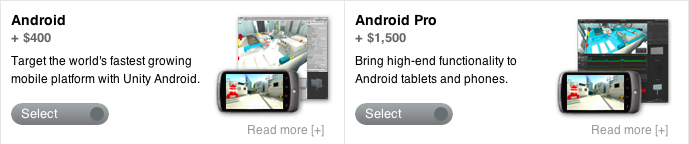 Android
+ $400
Target the world's fastest growing
mobile platform with Unity Android.
Select
Read more [+]
Android Pro
+ $1,500
Bring high-end functionality to
Android tablets and phones.
Select
Read more [+]